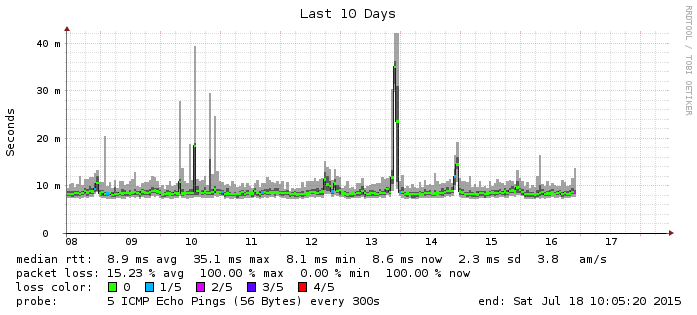 Last 10 Days
RRDTOOL / TOBI OETIKER
Seconds
40 m
30 m
20 m
10 m
0
08 09 10 11 12 13 14 15 16 17
median rtt: 8.9 ms avg 35.1 ms max 8.1 ms min 8.6 ms now 2.3 ms sd 3.8 am/s
packet loss: 15.23 % avg 100.00 % max 0.00 % min 100.00 % now
loss color: 0 1/5 2/5 3/5 4/5
probe: 5 ICMP Echo Pings (56 Bytes) every 300s end: Sat Jul 18 10:05:20 2015